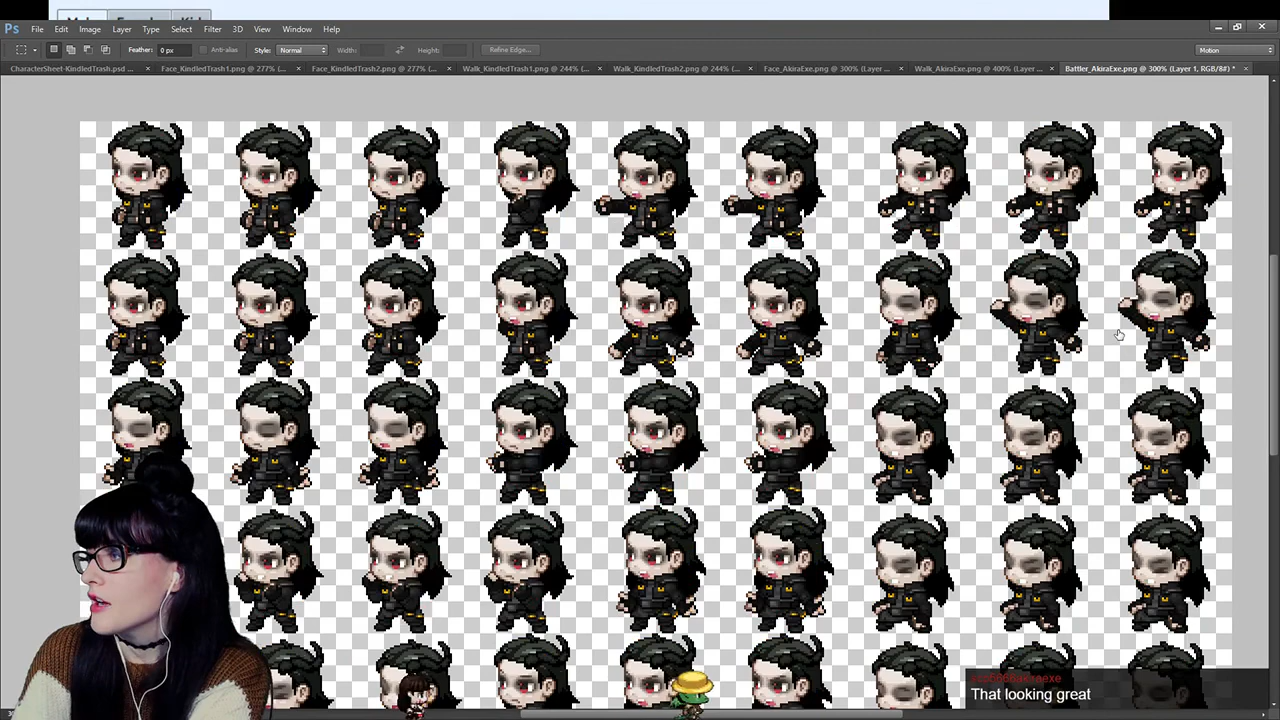 Ps File Edit Image Layer Type Select Filter 3D View Window Help
Feather: 0 px Anti-alias Style: Normal Width: Height: Refine Edge... Motion
CharacterSheet-KindledTrash.psd ... × Face_KindledTrash1.png @ 277% (... × Face_KindledTrash2.png @ 277% (... × Walk_KindledTrash1.png @ 244% (... × Walk_KindledTrash2.png @ 244% (... × Face_AkiraExe.png @ 300% (Layer ... × Walk_AkiraExe.png @ 400% (Layer ... × Battler_AkiraExe.png @ 300% (Layer 1, RGB/8#) * ×
That looking great